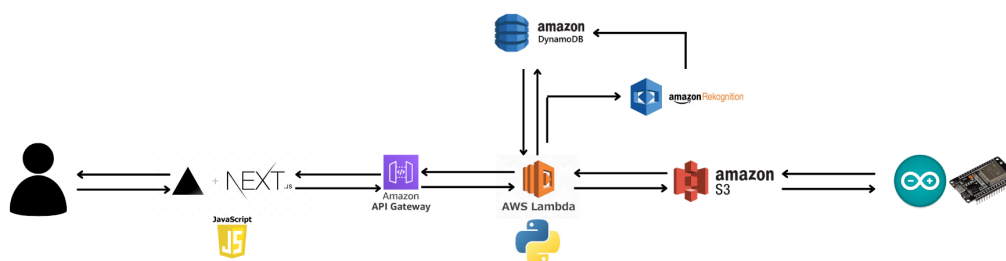 amazon
DynamoDB
amazon Rekognition
+ NEXT .JS
Amazon
API Gateway
AWS Lambda
amazon
S3
JavaScript
JS